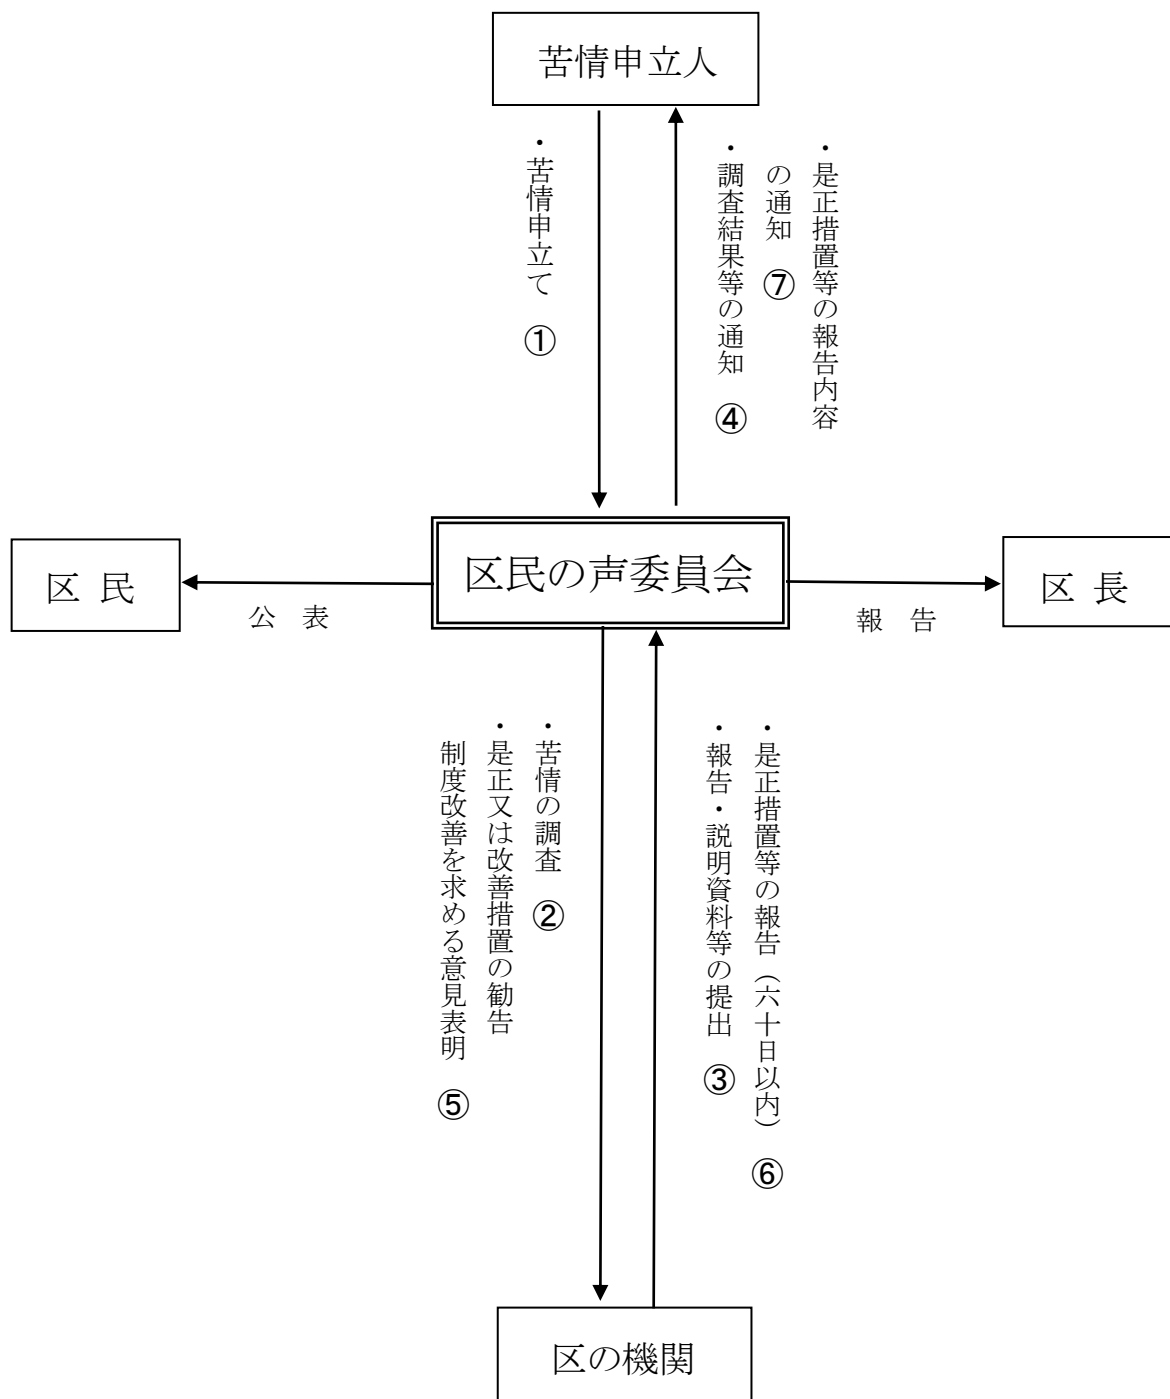 苦情申立人
・是正措置等の報告内容
の通知 ⑦
・調査結果等の通知 ④
・苦情申立て ①
区民の声委員会
区 民
公 表
区 長
報 告
・是正措置等の報告（六十日以内） ⑥
・報告・説明資料等の提出 ③
・苦情の調査 ②
・是正又は改善措置の勧告
制度改善を求める意見表明 ⑤
区の機関